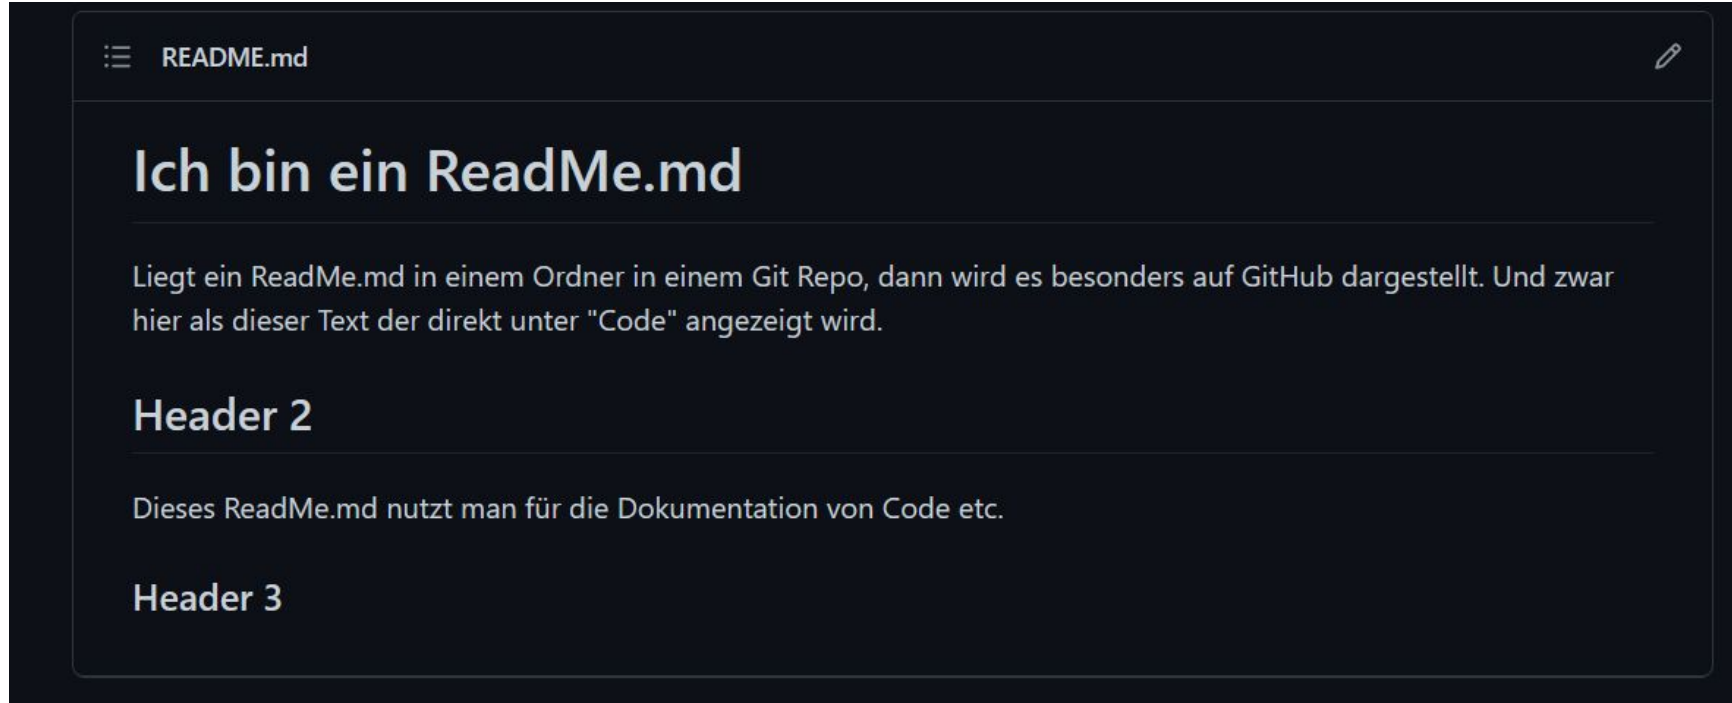 README.md
Ich bin ein ReadMe.md
Liegt ein ReadMe.md in einem Ordner in einem Git Repo, dann wird es besonders auf GitHub dargestellt. Und zwar
hier als dieser Text der direkt unter "Code" angezeigt wird.
Header 2
Dieses ReadMe.md nutzt man für die Dokumentation von Code etc.
Header 3